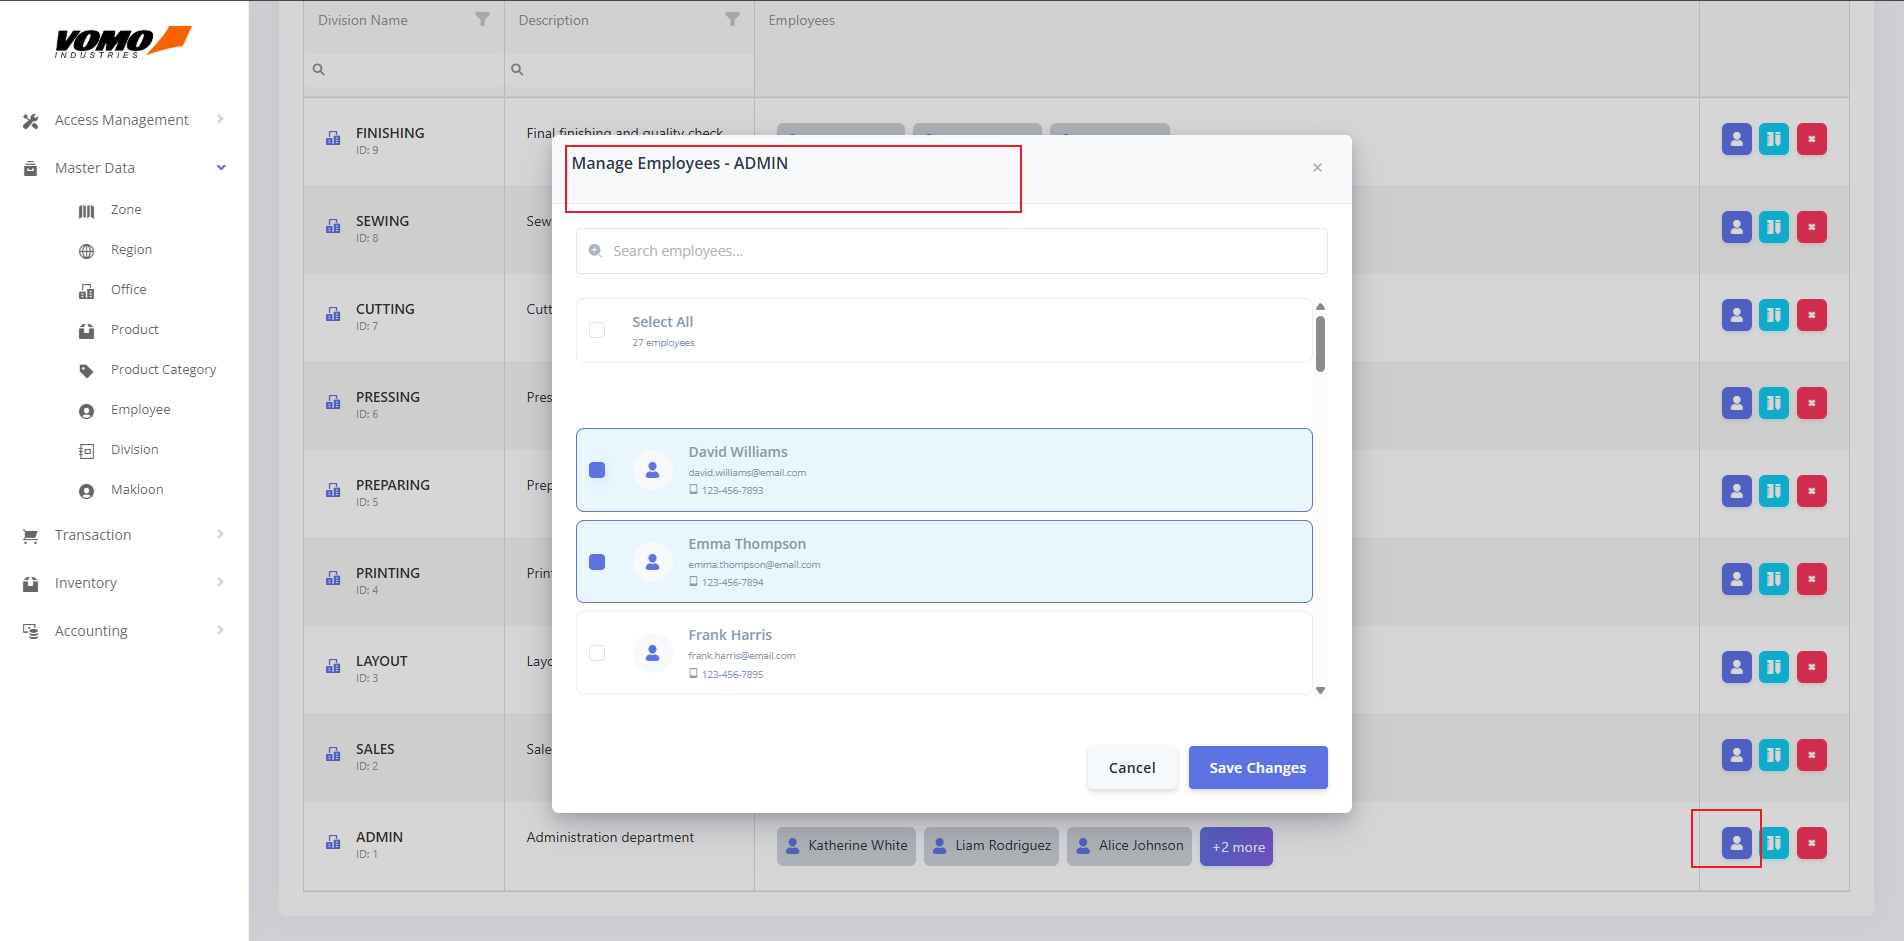 VOMO
INDUSTRIES
Access Management
Master Data
Zone
Region
Office
Product
Product Category
Employee
Division
Makloon
Transaction
Inventory
Accounting
Division Name
Description
Employees
FINISHING
ID: 9
Final finishing and quality check
SEWING
ID: 8
Sew
CUTTING
ID: 7
Cutt
PRESSING
ID: 6
Pres
PREPARING
ID: 5
Prep
PRINTING
ID: 4
Prin
LAYOUT
ID: 3
Layo
SALES
ID: 2
Sale
ADMIN
ID: 1
Administration department
Katherine White
Liam Rodriguez
Alice Johnson
+2 more
Manage Employees - ADMIN
×
Search employees...
Select All
27 employees
David Williams
david.williams@email.com
123-456-7893
Emma Thompson
emma.thompson@email.com
123-456-7894
Frank Harris
frank.harris@email.com
123-456-7895
Cancel
Save Changes